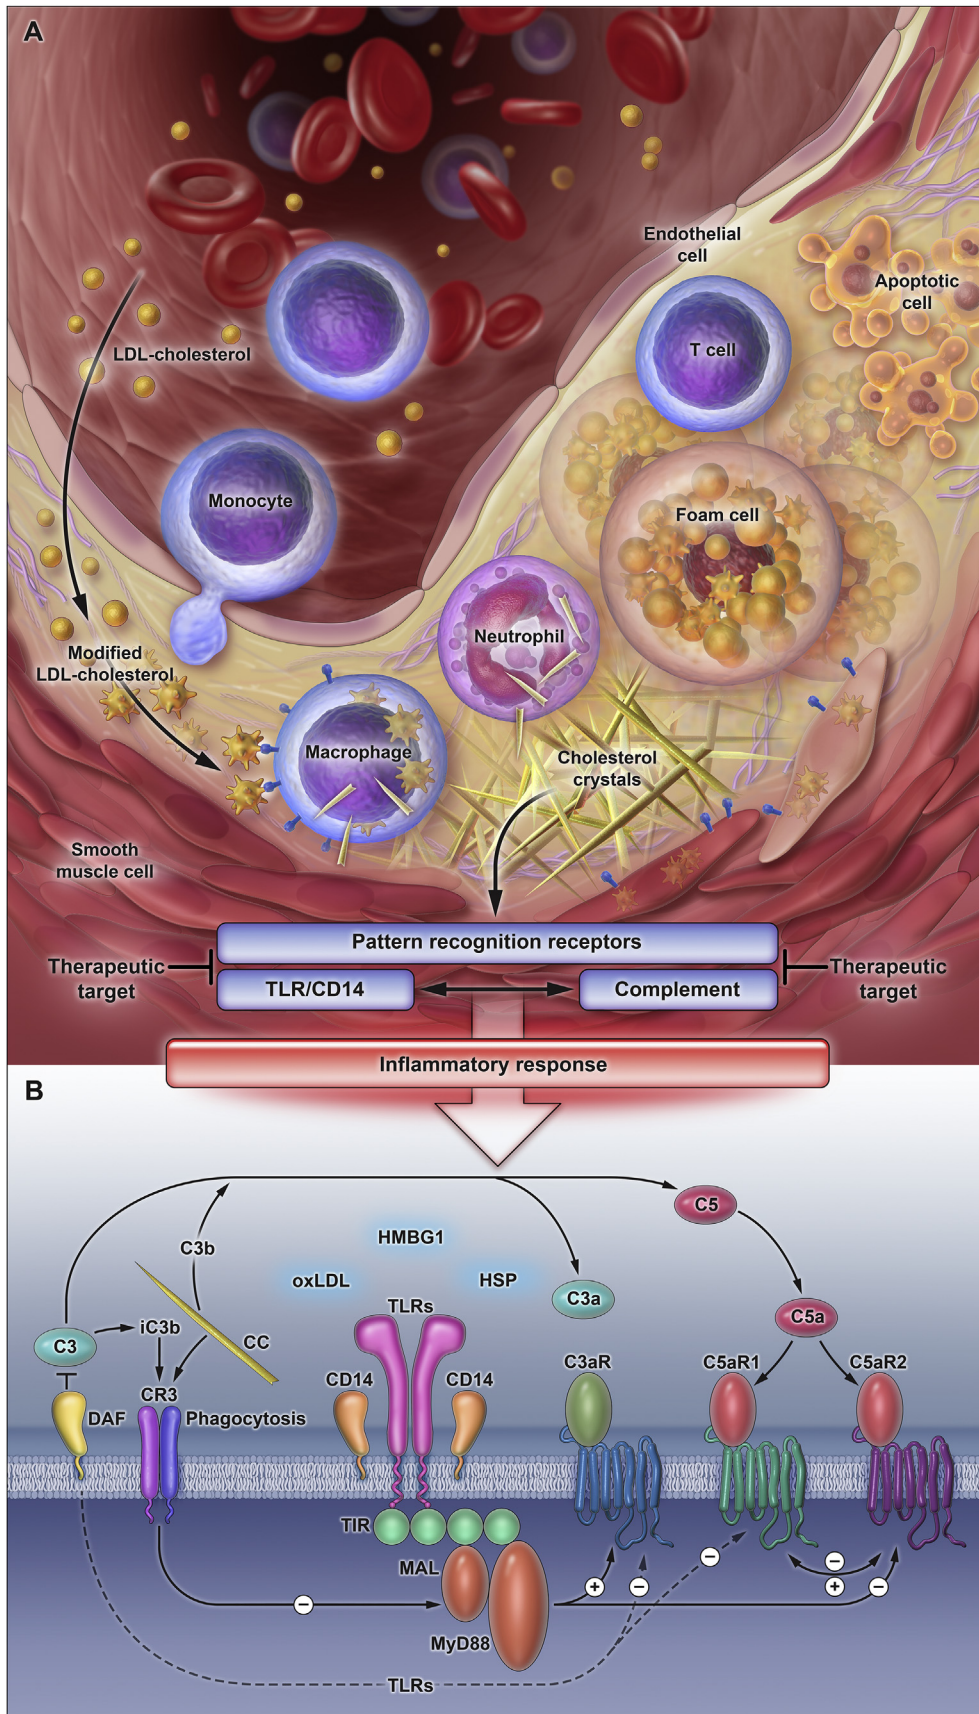 A
Endothelial
cell
Apoptotic
cell
LDL-cholesterol
T cell
Monocyte
Foam cell
Neutrophil
Modified
LDL-cholesterol
Macrophage
Cholesterol
crystals
Smooth
muscle cell
Pattern recognition receptors
Therapeutic
target
TLR/CD14
Complement
Therapeutic
target
Inflammatory response
B
C5
HMBG1
C3b
oxLDL
HSP
C3a
TLRs
C5a
C3
iC3b
CC
C3aR
C5aR1
C5aR2
CD14
CD14
CR3
DAF
Phagocytosis
TIR
MAL
−
−
+
−
+
−
−
MyD88
TLRs